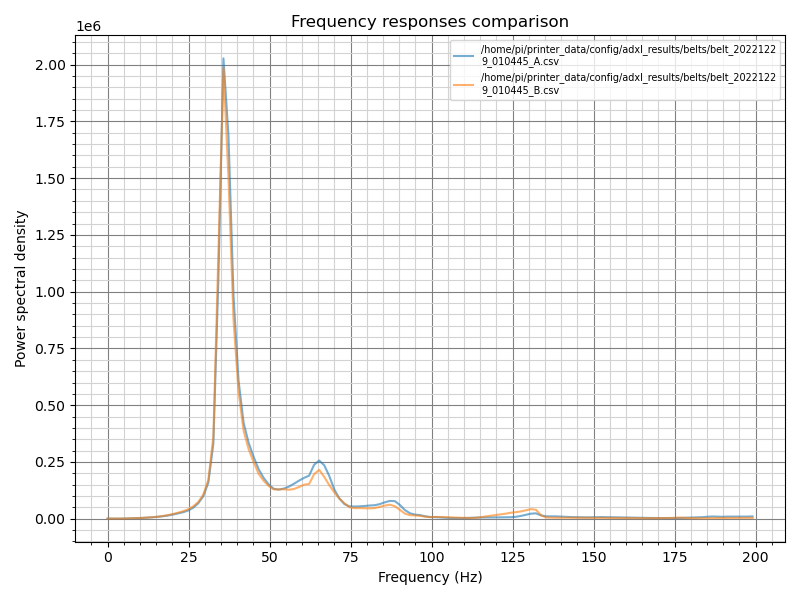 Frequency responses comparison
1e6
/home/pi/printer_data/config/adxl_results/belts/belt_2022122
9_010445_A.csv
/home/pi/printer_data/config/adxl_results/belts/belt_2022122
9_010445_B.csv
2.00
1.75
1.50
1.25
1.00
0.75
0.50
0.25
0.00
Power spectral density
0 25 50 75 100 125 150 175 200
Frequency (Hz)